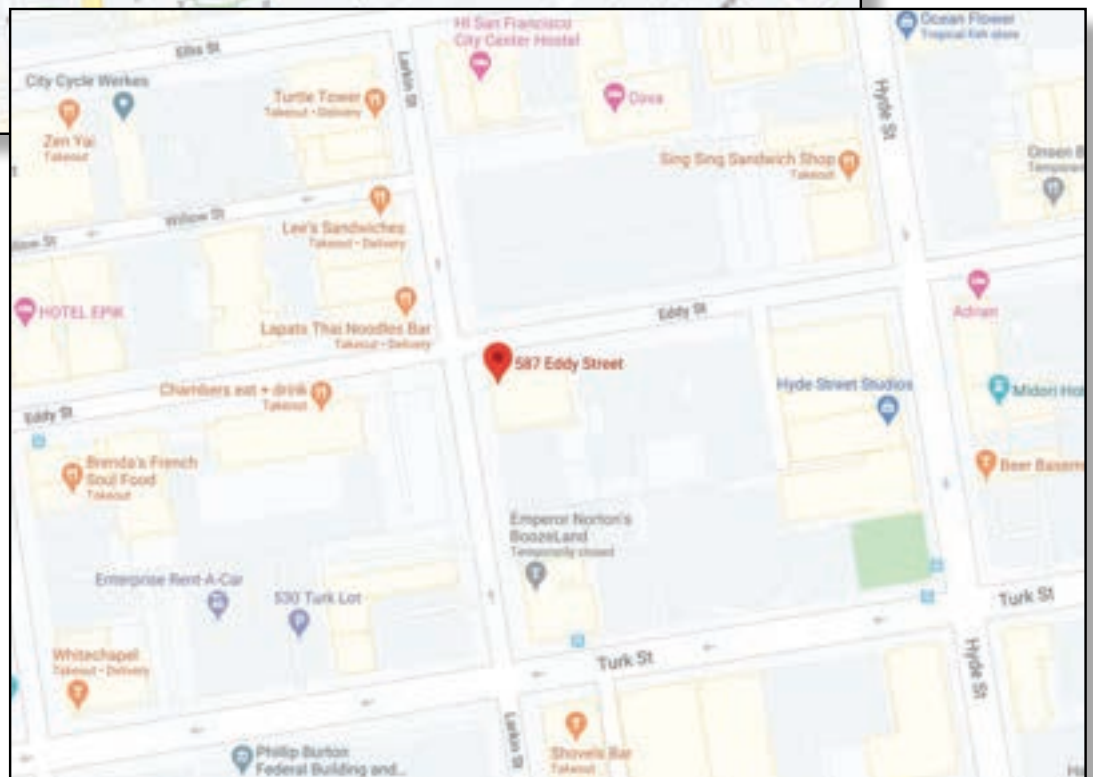 HI San Francisco
City Center Hostel
Ocean Flower
Tropical fish store
Ellis St
Larkin St
City Cycle Werkes
Turtle Tower
Takeout • Delivery
Diva
Hyde St
Zen Yai
Takeout
Sing Sing Sandwich Shop
Takeout
Onsen B
Willow St
Lee's Sandwiches
Takeout • Delivery
HOTEL EPIK
Lapats Thai Noodles Bar
Takeout • Delivery
Eddy St
Adrian
587 Eddy Street
Chambers eat + drink
Takeout
Hyde Street Studios
Midori Hot
Eddy St
Brenda's French
Soul Food
Takeout
Beer Basem
Emperor Norton's
BoozeLand
Temporarily closed
Enterprise Rent-A-Car
530 Turk Lot
Turk St
Whitechapel
Takeout • Delivery
Turk St
Hyde St
Larkin St
Phillip Burton
Federal Building and...
Shovels Bar
Takeout